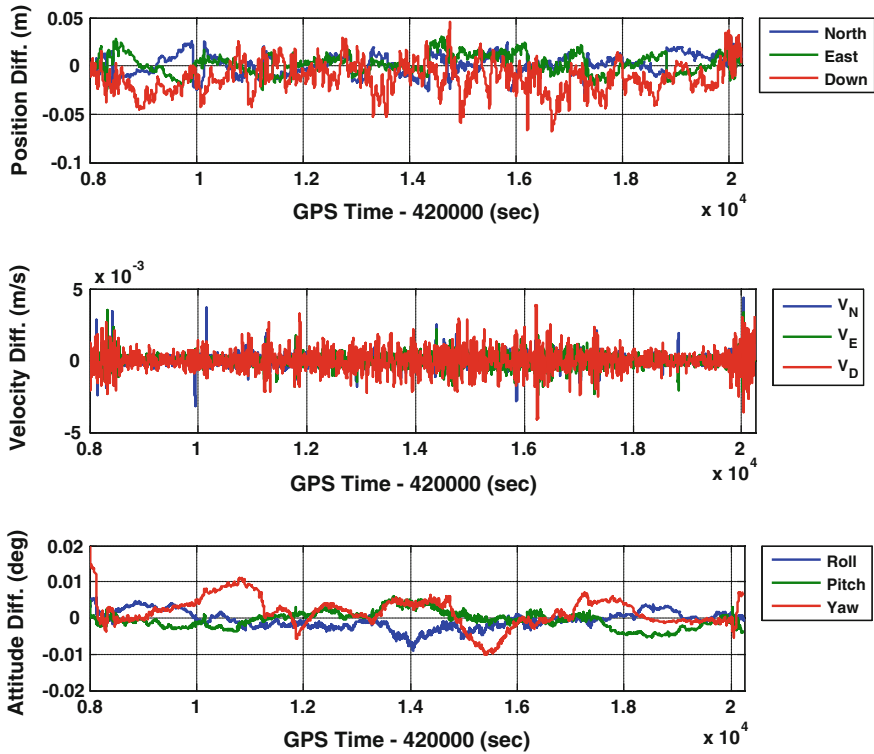 Position Diff. (m)
0.05
0
-0.05
-0.1
0.8
1
1.2
1.4
1.6
1.8
2
x 10^4
GPS Time - 420000 (sec)
North
East
Down
Velocity Diff. (m/s)
x 10^-3
5
0
-5
0.8
1
1.2
1.4
1.6
1.8
2
x 10^4
GPS Time - 420000 (sec)
V_N
V_E
V_D
Attitude Diff. (deg)
0.02
0.01
0
-0.01
-0.02
0.8
1
1.2
1.4
1.6
1.8
2
x 10^4
GPS Time - 420000 (sec)
Roll
Pitch
Yaw